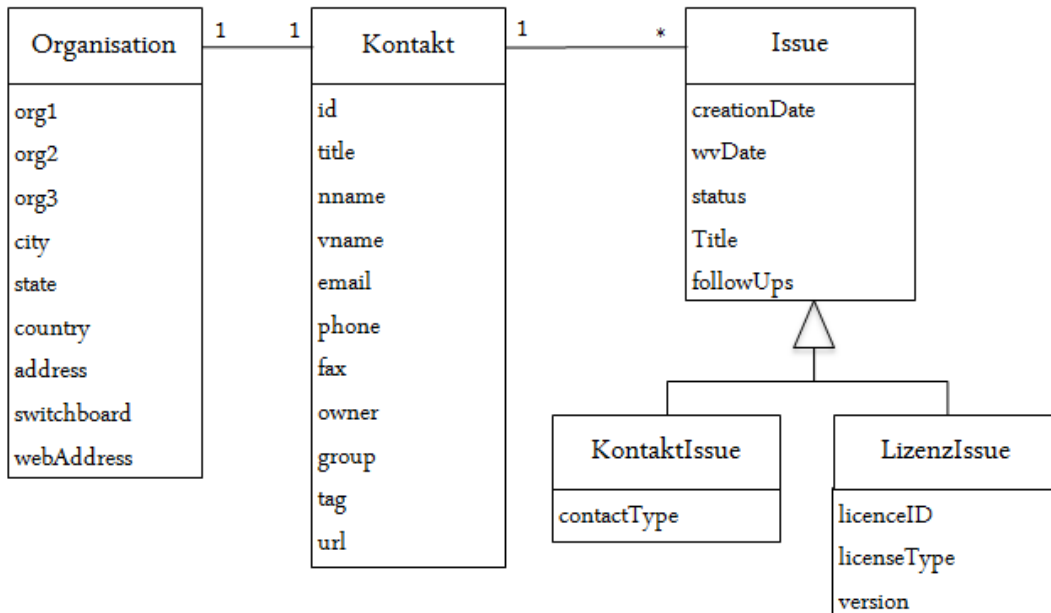 Organisation
1
1
Kontakt
1
*
Issue
org1
org2
org3
city
state
country
address
switchboard
webAddress
id
title
nname
vname
email
phone
fax
owner
group
tag
url
creationDate
wvDate
status
Title
followUps
KontaktIssue
contactType
LizenzIssue
licenceID
licenseType
version